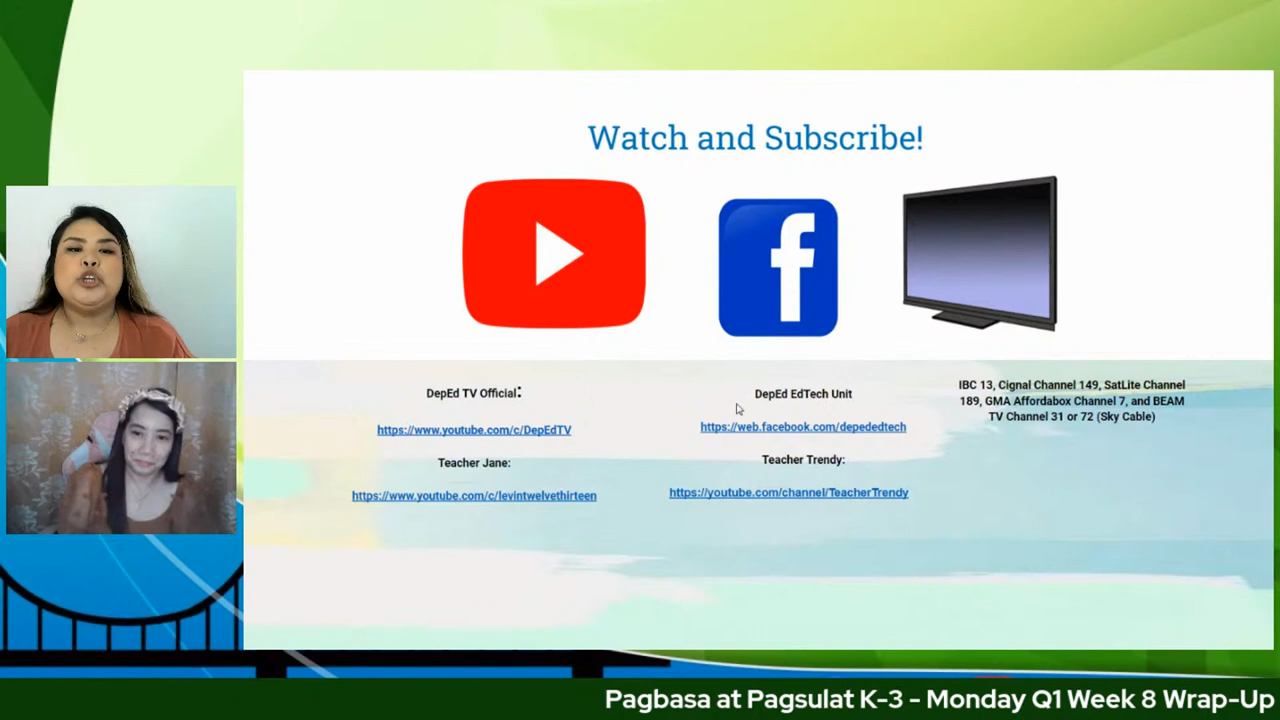 Watch and Subscribe!
DepEd TV Official:
https://www.youtube.com/c/DepEdTV
Teacher Jane:
https://www.youtube.com/c/levintwelvethirteen
DepEd EdTech Unit
https://web.facebook.com/depededtech
Teacher Trendy:
https://youtube.com/channel/TeacherTrendy
IBC 13, Cignal Channel 149, SatLite Channel
189, GMA Affordabox Channel 7, and BEAM
TV Channel 31 or 72 (Sky Cable)
Pagbasa at Pagsulat K-3 - Monday Q1 Week 8 Wrap-Up